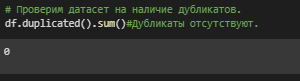 # Проверим датасет на наличие дубликатов.
df.duplicated().sum()#Дубликаты отсутствуют.
0